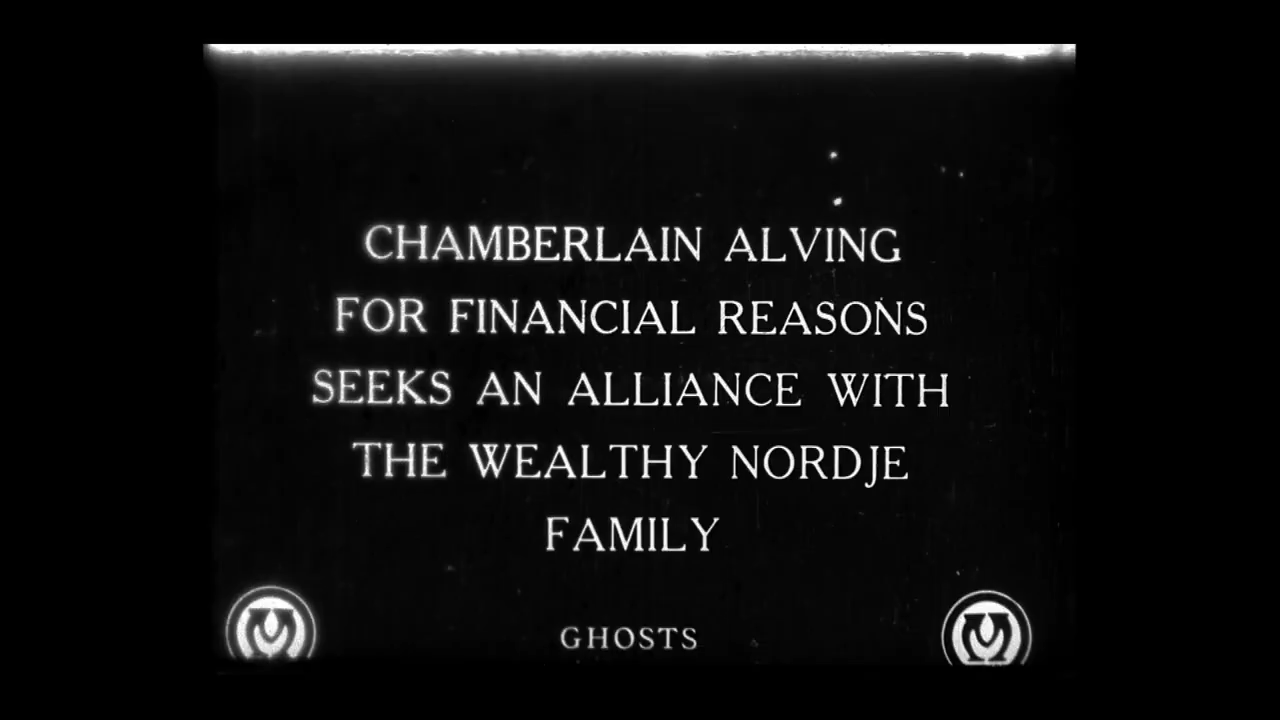 CHAMBERLAIN ALVING
FOR FINANCIAL REASONS
SEEKS AN ALLIANCE WITH
THE WEALTHY NORDJE
FAMILY
GHOSTS